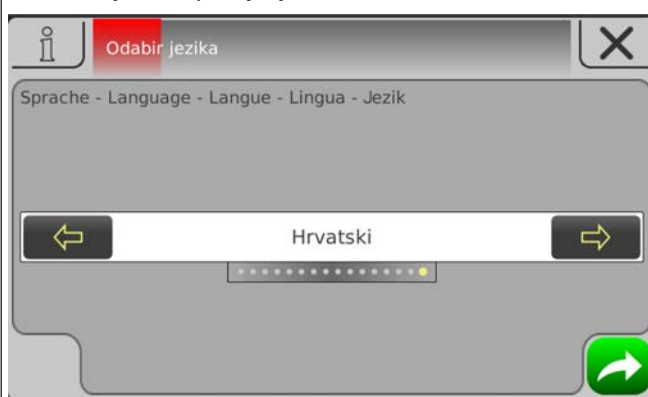 Odabir jezika
Sprache - Language - Langue - Lingua - Jezik
Hrvatski